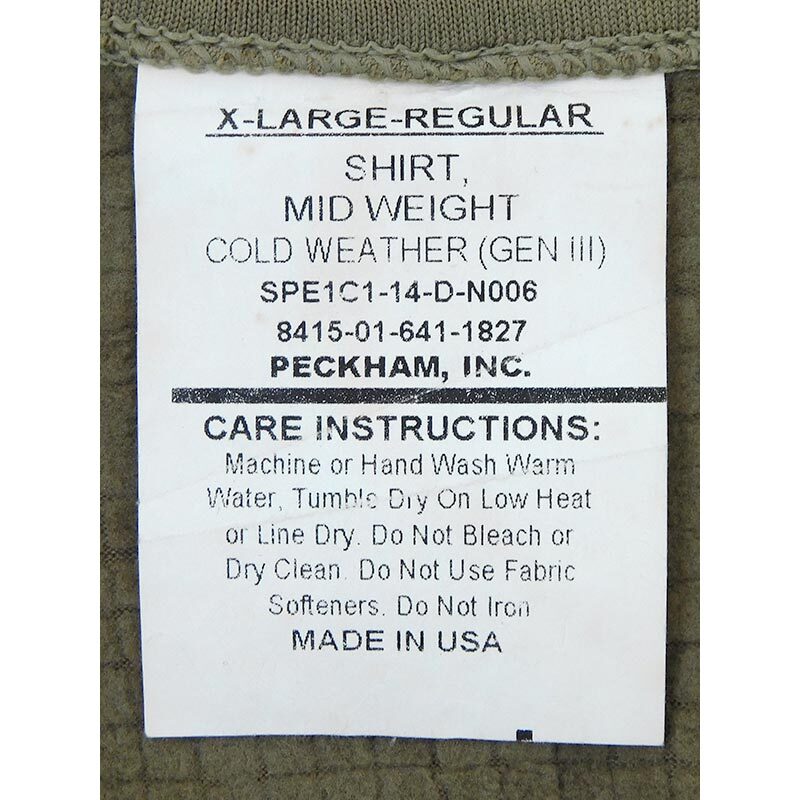 X-LARGE-REGULAR
SHIRT,
MID WEIGHT
COLD WEATHER (GEN III)
SPE1C1-14-D-N006
8415-01-641-1827
PECKHAM, INC.
CARE INSTRUCTIONS:
Machine or Hand Wash Warm
Water, Tumble Dry On Low Heat
or Line Dry. Do Not Bleach or
Dry Clean. Do Not Use Fabric
Softeners. Do Not Iron
MADE IN USA